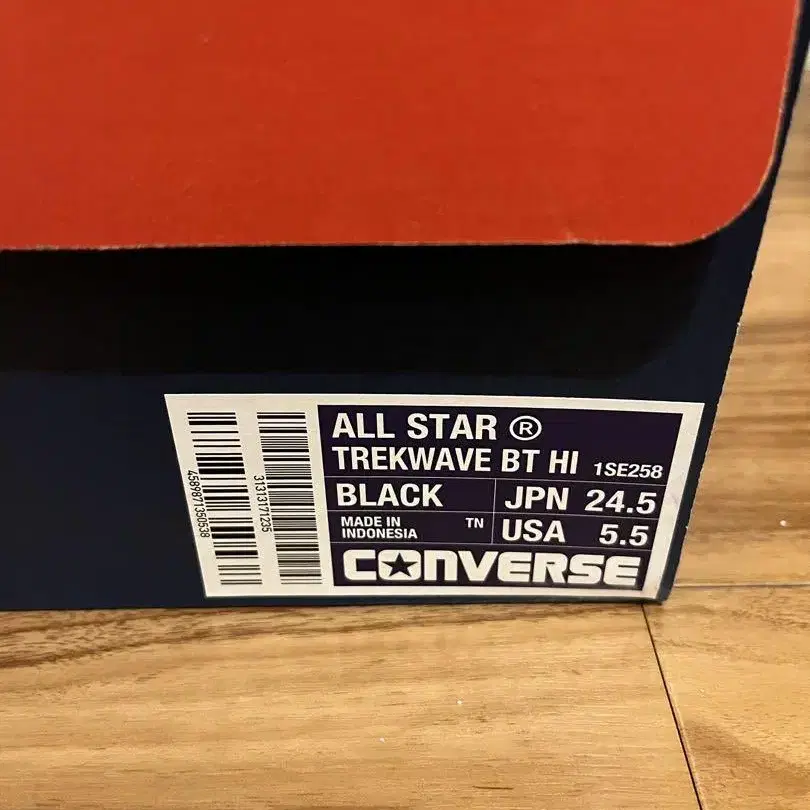 4589871350538
31313171235
ALL STAR ®
TREKWAVE BT HI 1SE258
BLACK JPN 24.5
MADE IN INDONESIA TN USA 5.5
CONVERSE